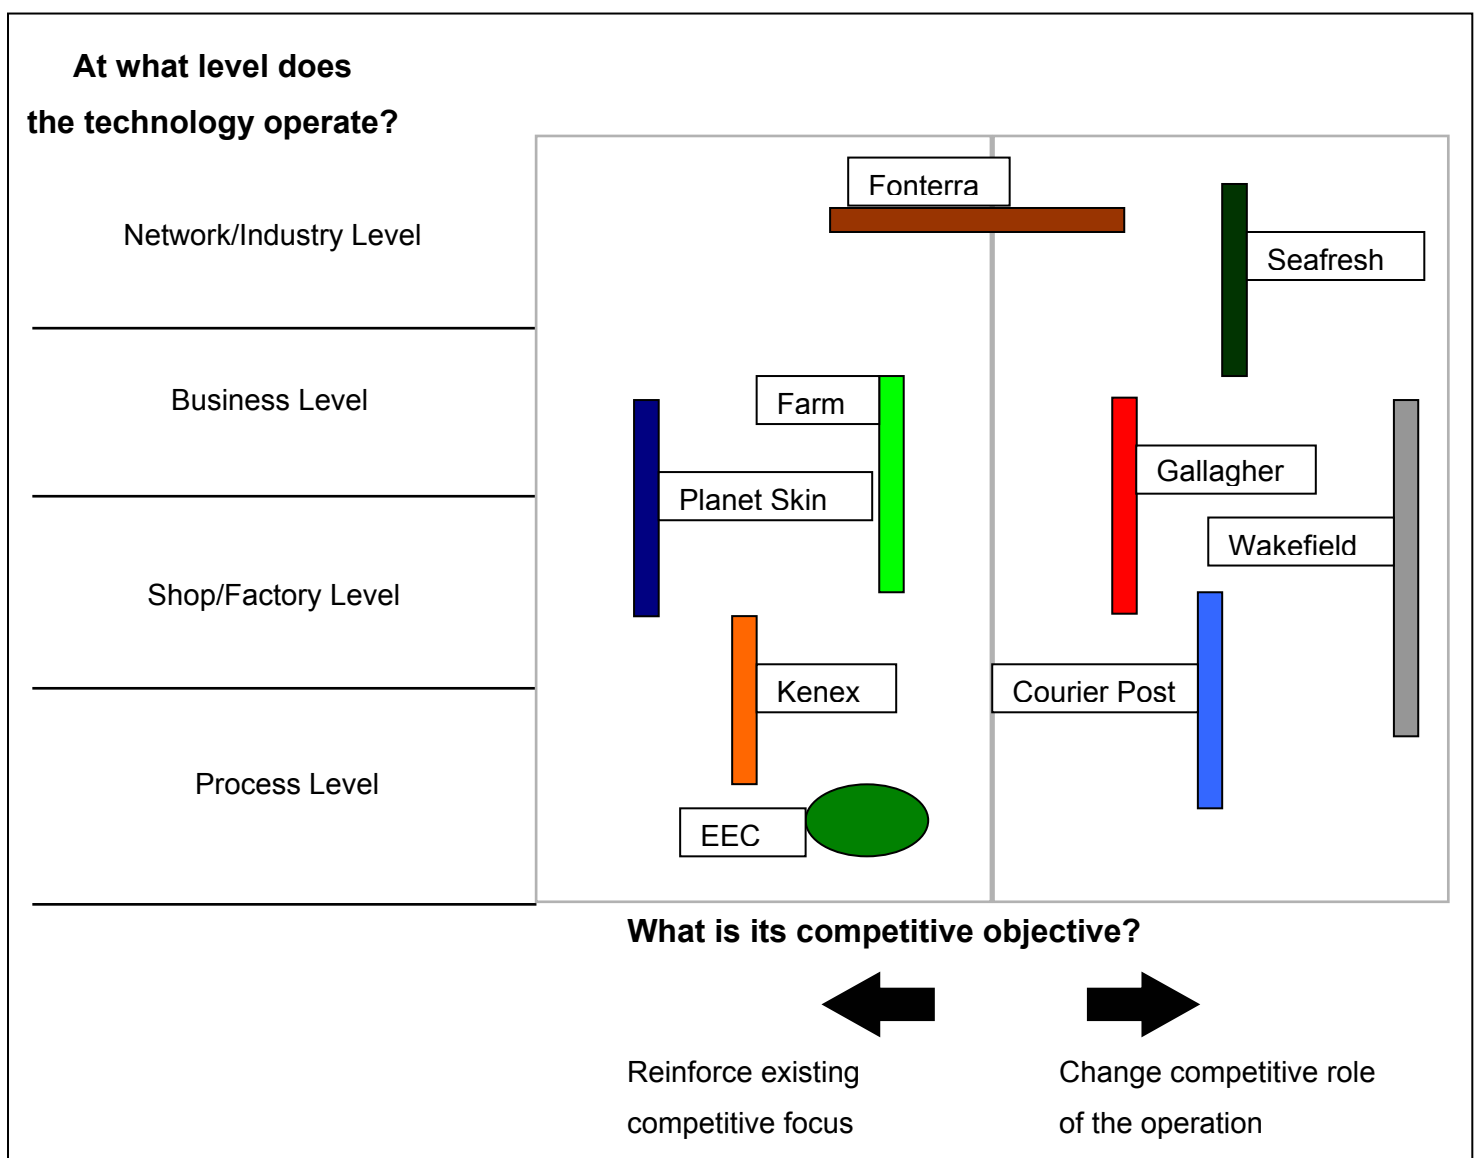 At what level does
the technology operate?
Fonterra
Network/Industry Level
Seafresh
Business Level
Farm
Gallagher
Planet Skin
Wakefield
Shop/Factory Level
Kenex
Courier Post
Process Level
EEC
What is its competitive objective?
Reinforce existing
competitive focus
Change competitive role
of the operation